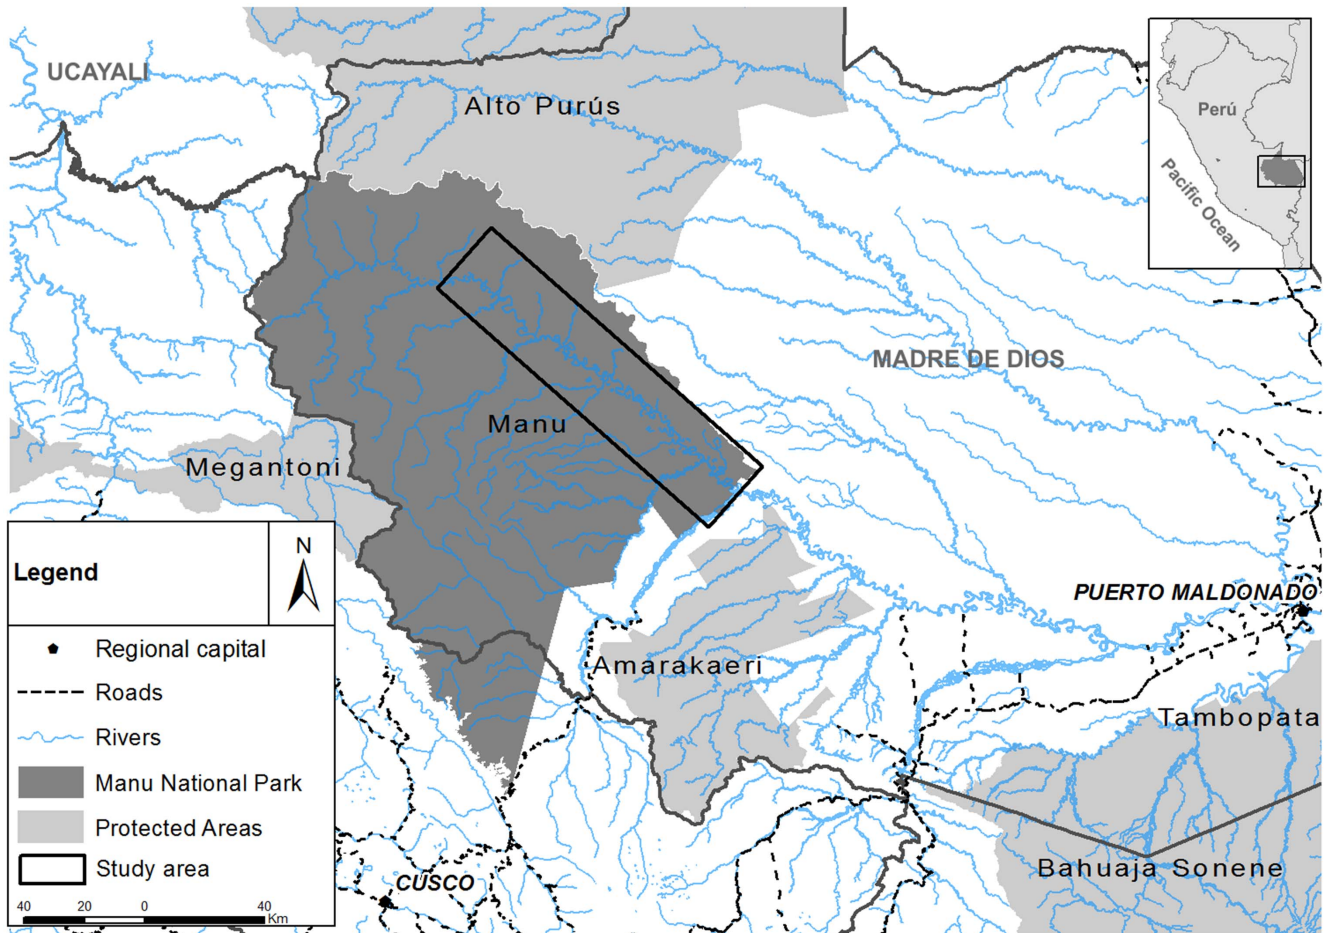 UCAYALI
Alto Purús
Perú
Pacific Ocean
MADRE DE DIOS
Manu
Megantoni
Legend
N
Regional capital
Roads
Rivers
Manu National Park
Protected Areas
Study area
40 20 0 40
Km
PUERTO MALDONADO
Amarakaeri
Tambopata
Bahuaja Sonene
CUSCO